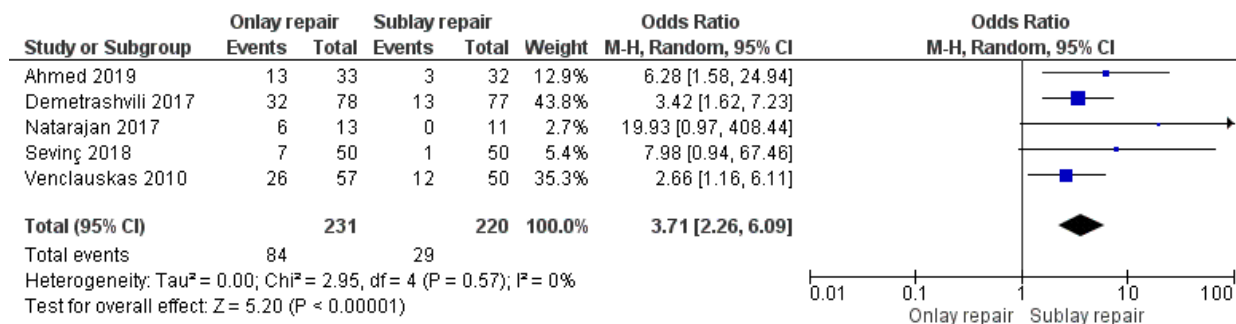 Onlay repair Sublay repair Odds Ratio Odds Ratio
Study or Subgroup Events Total Events Total Weight M-H, Random, 95% CI M-H, Random, 95% CI
Ahmed 2019 13 33 3 32 12.9% 6.28 [1.58, 24.94]
Demetrashvili 2017 32 78 13 77 43.8% 3.42 [1.62, 7.23]
Natarajan 2017 6 13 0 11 2.7% 19.93 [0.97, 408.44]
Sevinç 2018 7 50 1 50 5.4% 7.98 [0.94, 67.46]
Venclauskas 2010 26 57 12 50 35.3% 2.66 [1.16, 6.11]
Total (95% CI) 231 220 100.0% 3.71 [2.26, 6.09]
Total events 84 29
Heterogeneity: Tau² = 0.00; Chi² = 2.95, df = 4 (P = 0.57); I² = 0%
Test for overall effect: Z = 5.20 (P < 0.00001)
0.01 0.1 1 10 100
Onlay repair Sublay repair